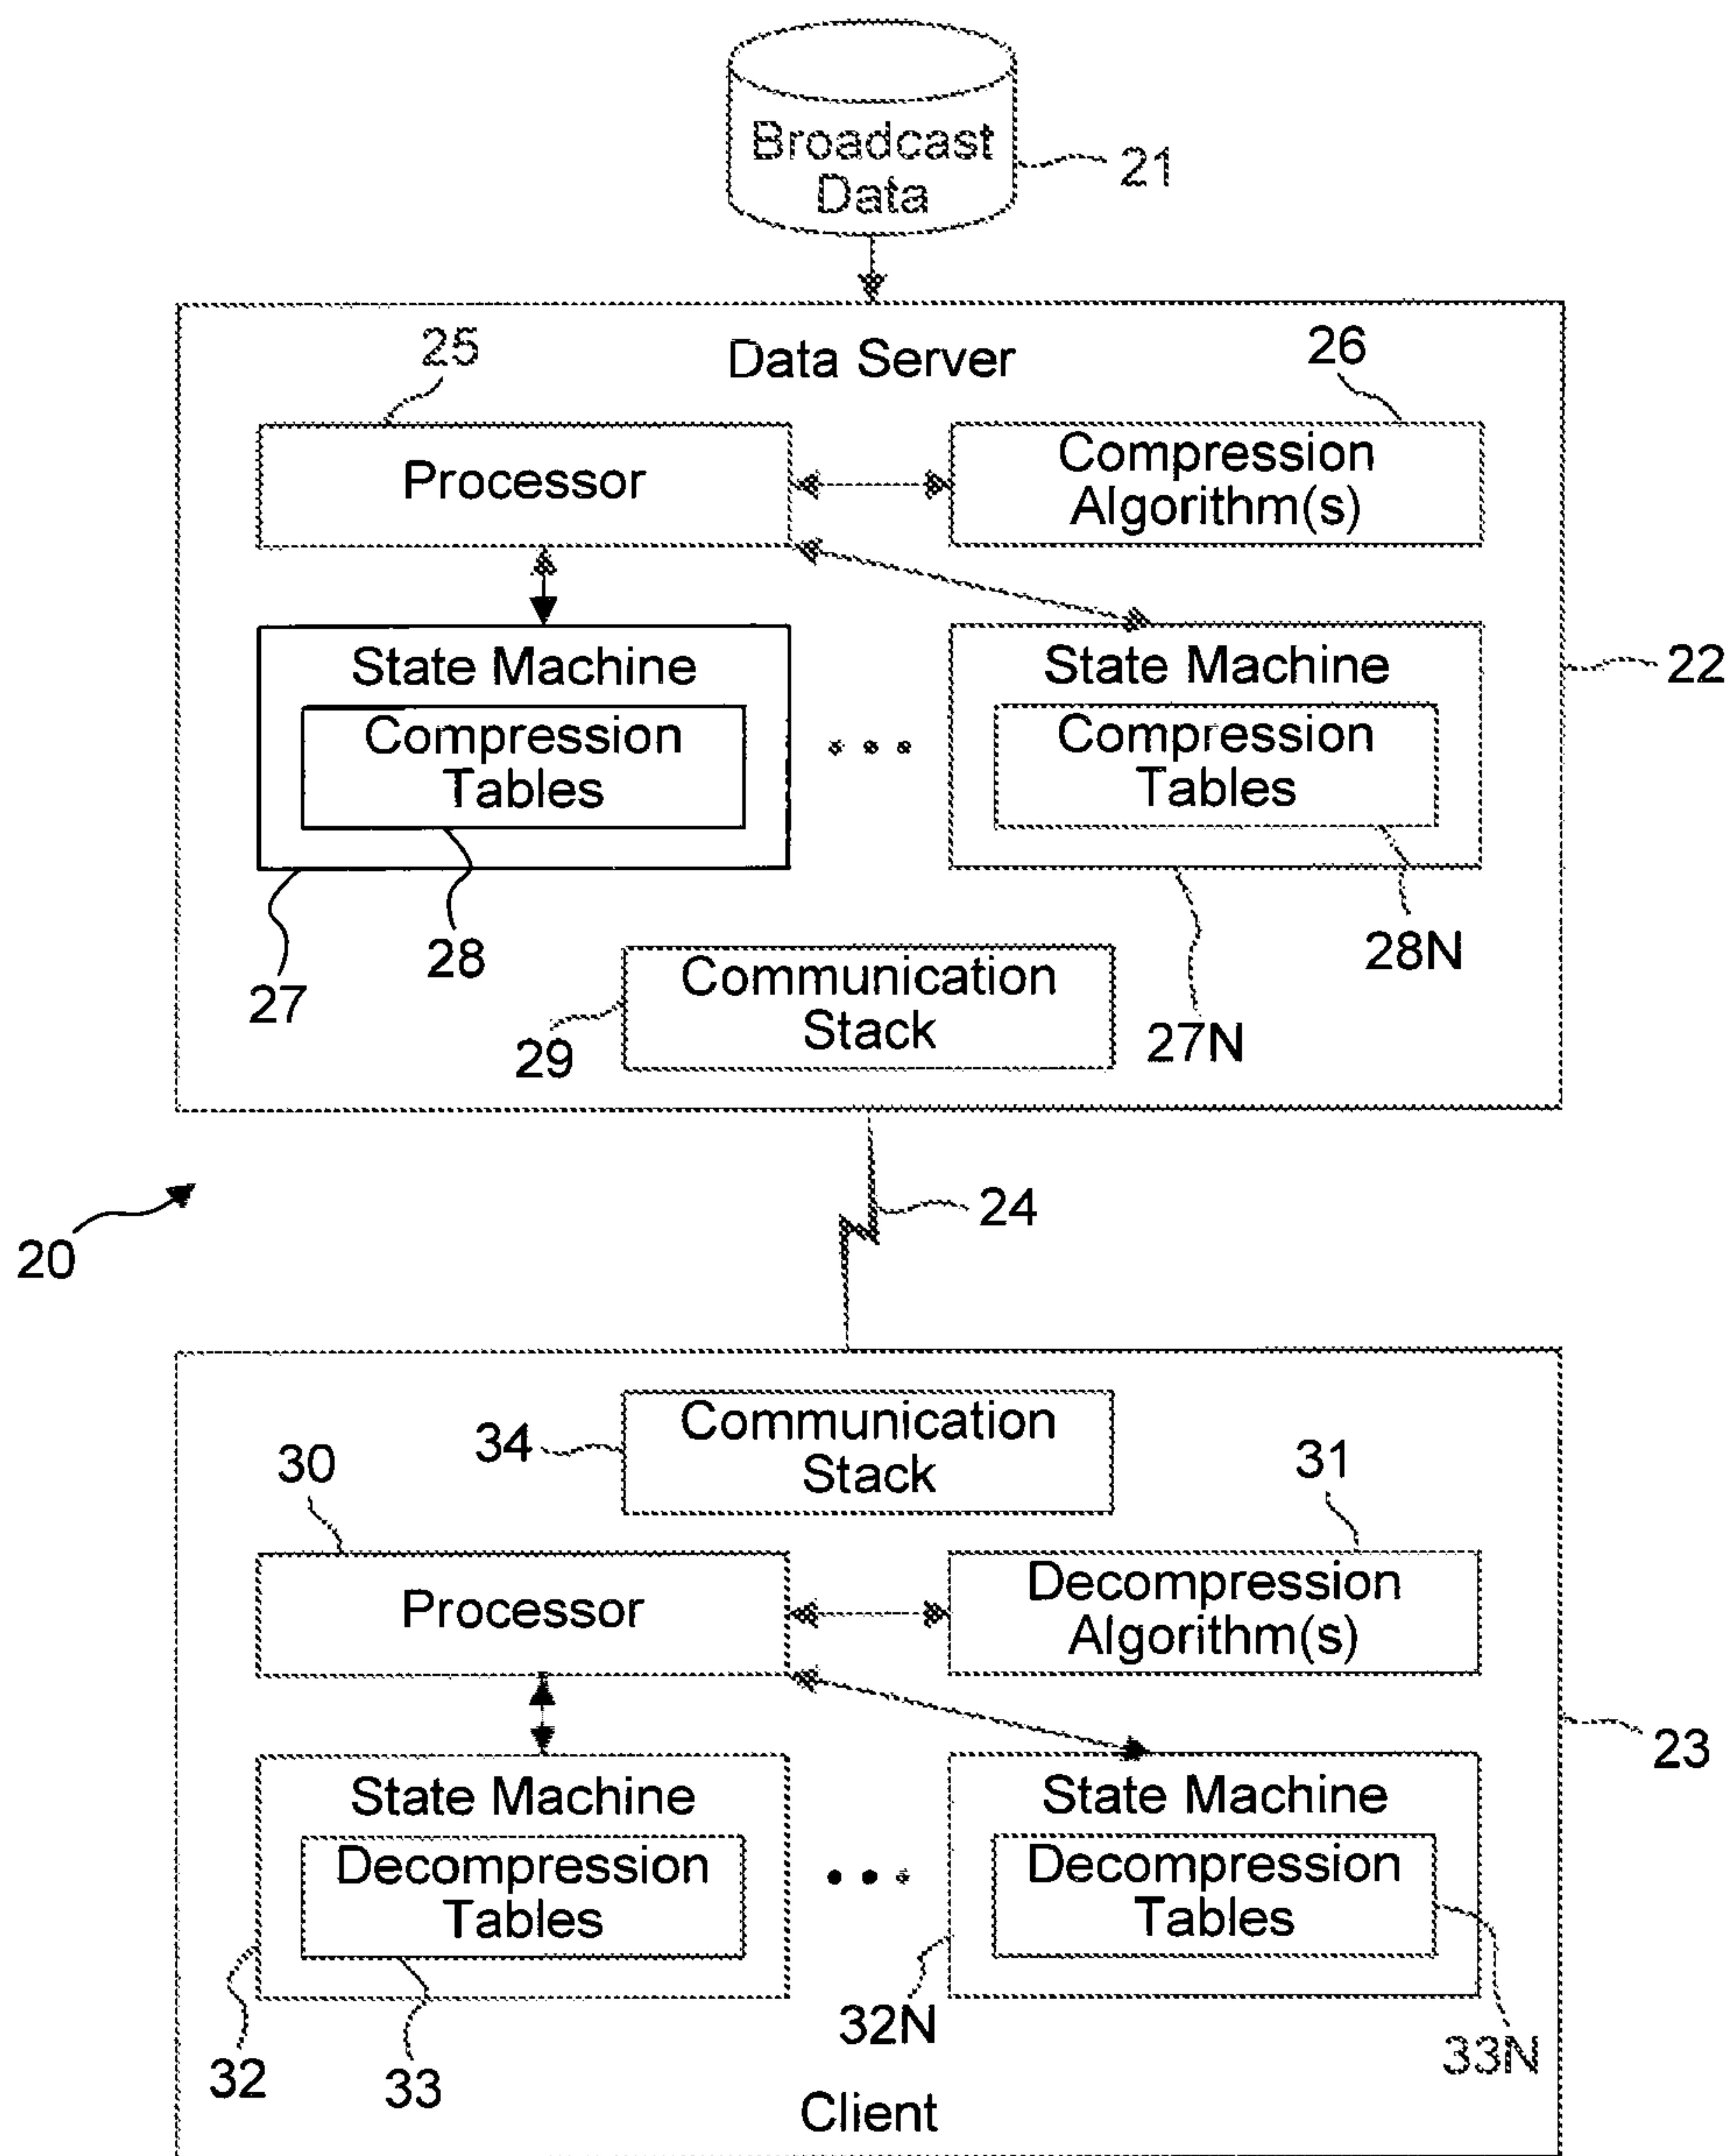 Broadcast
Data
21
25
Data Server
26
Processor
Compression
Algorithm(s)
State Machine
Compression
Tables
State Machine
Compression
Tables
22
28
28N
27
Communication
Stack
29
27N
24
20
34
Communication
Stack
30
31
Processor
Decompression
Algorithm(s)
23
State Machine
Decompression
Tables
State Machine
Decompression
Tables
32
33
32N
33N
Client